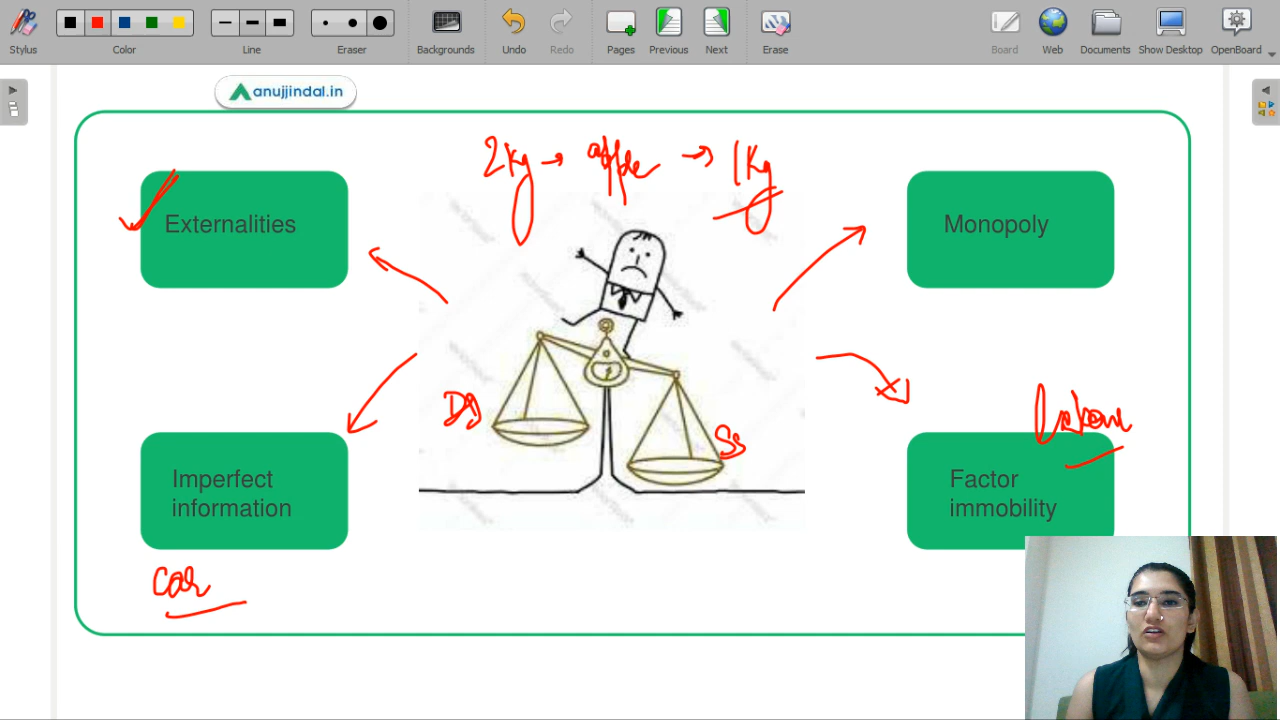 Stylus
Color
Line
Eraser
Backgrounds
Undo
Redo
Pages
Previous
Next
Erase
Board
Web
Documents
Show Desktop
OpenBoard
anujjindal.in
2kg → apple → 1kg
Externalities
Monopoly
DD
SS
Labour
Imperfect
information
Factor
immobility
car